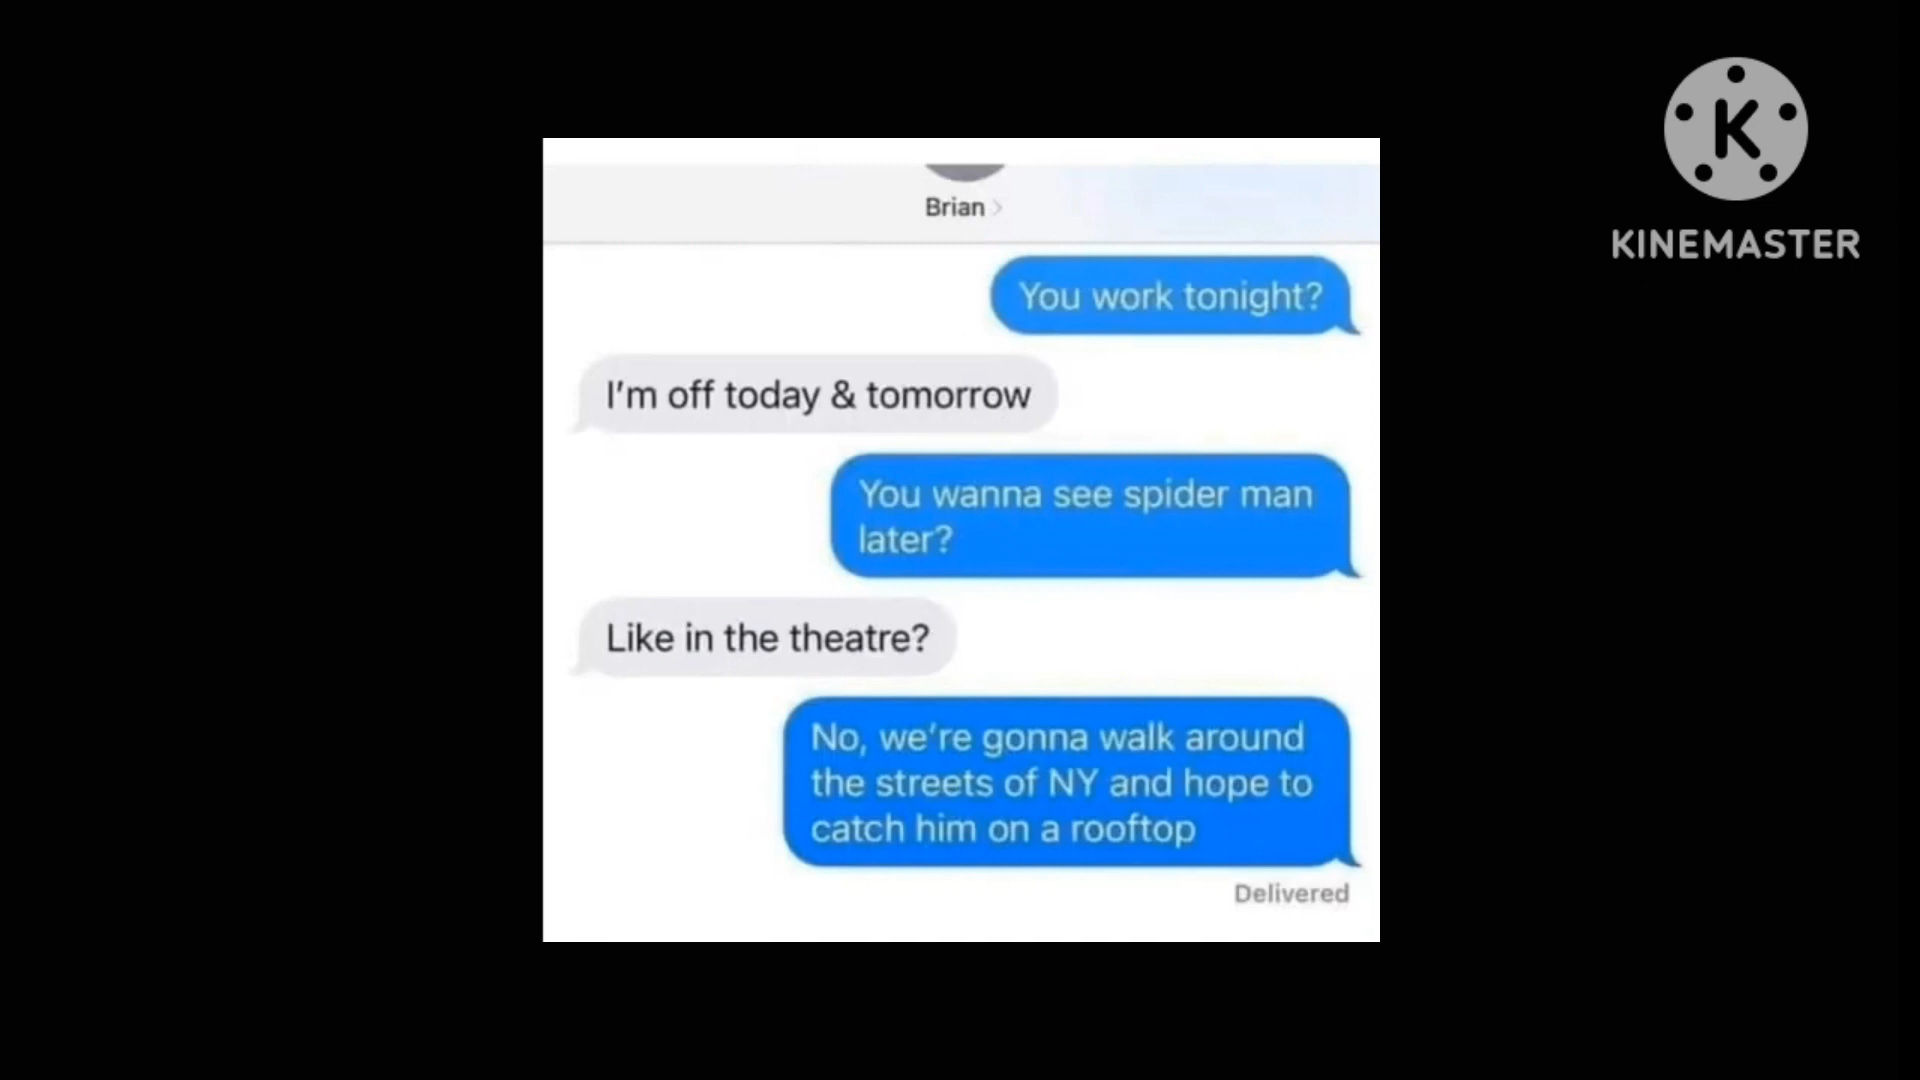 Brian
You work tonight?
I'm off today & tomorrow
You wanna see spider man
later?
Like in the theatre?
No, we're gonna walk around
the streets of NY and hope to
catch him on a rooftop
Delivered
K
KINEMASTER